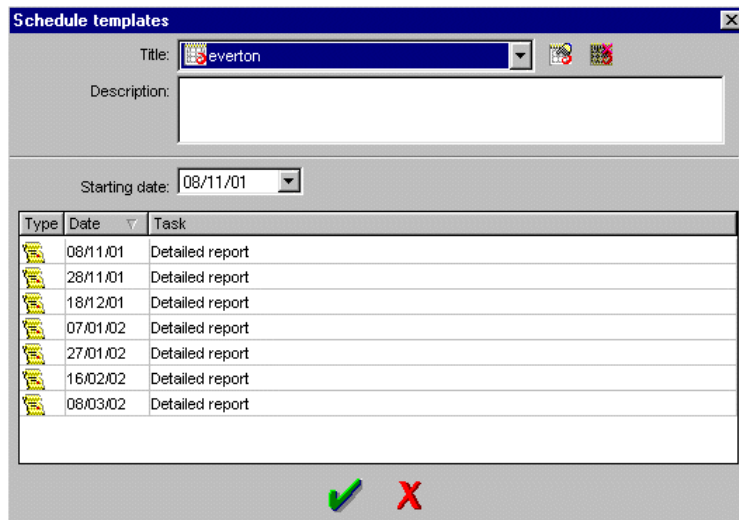 Schedule templates
Title: everton
Description:
Starting date: 08/11/01
Type Date Task
08/11/01 Detailed report
28/11/01 Detailed report
18/12/01 Detailed report
07/01/02 Detailed report
27/01/02 Detailed report
16/02/02 Detailed report
08/03/02 Detailed report